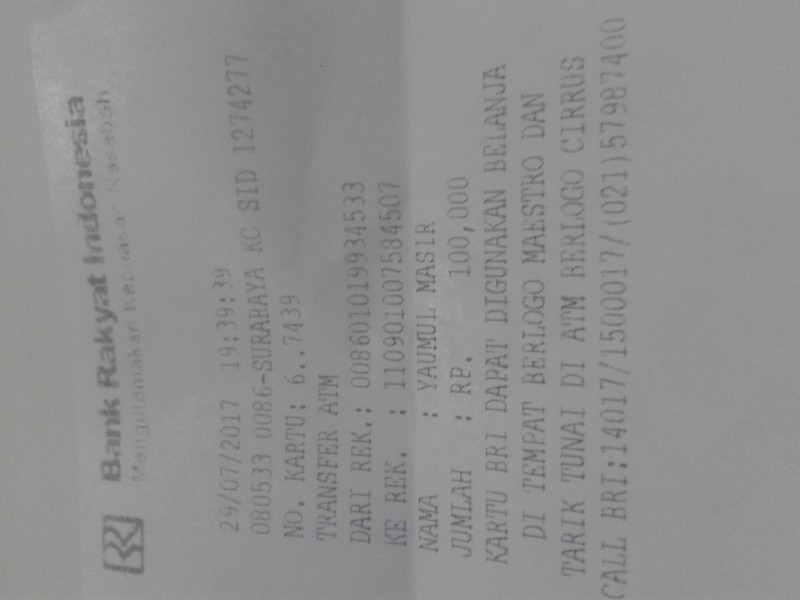 BRI Bank Rakyat Indonesia
Mengutamakan Kepuasan Nasabah
29/07/2017 19:39:39
080533 0086-SURABAYA KC SID 1274277
NO. KARTU: 6..7439
TRANSFER ATM
DARI REK.: 008601019934533
KE REK. : 110901007584507
NAMA : YAUMUL MASIR
JUMLAH : RP. 100,000
KARTU BRI DAPAT DIGUNAKAN BELANJA
DI TEMPAT BERLOGO MAESTRO DAN
TARIK TUNAI DI ATM BERLOGO CIRRUS
CALL BRI:14017/1500017/(021)57987400